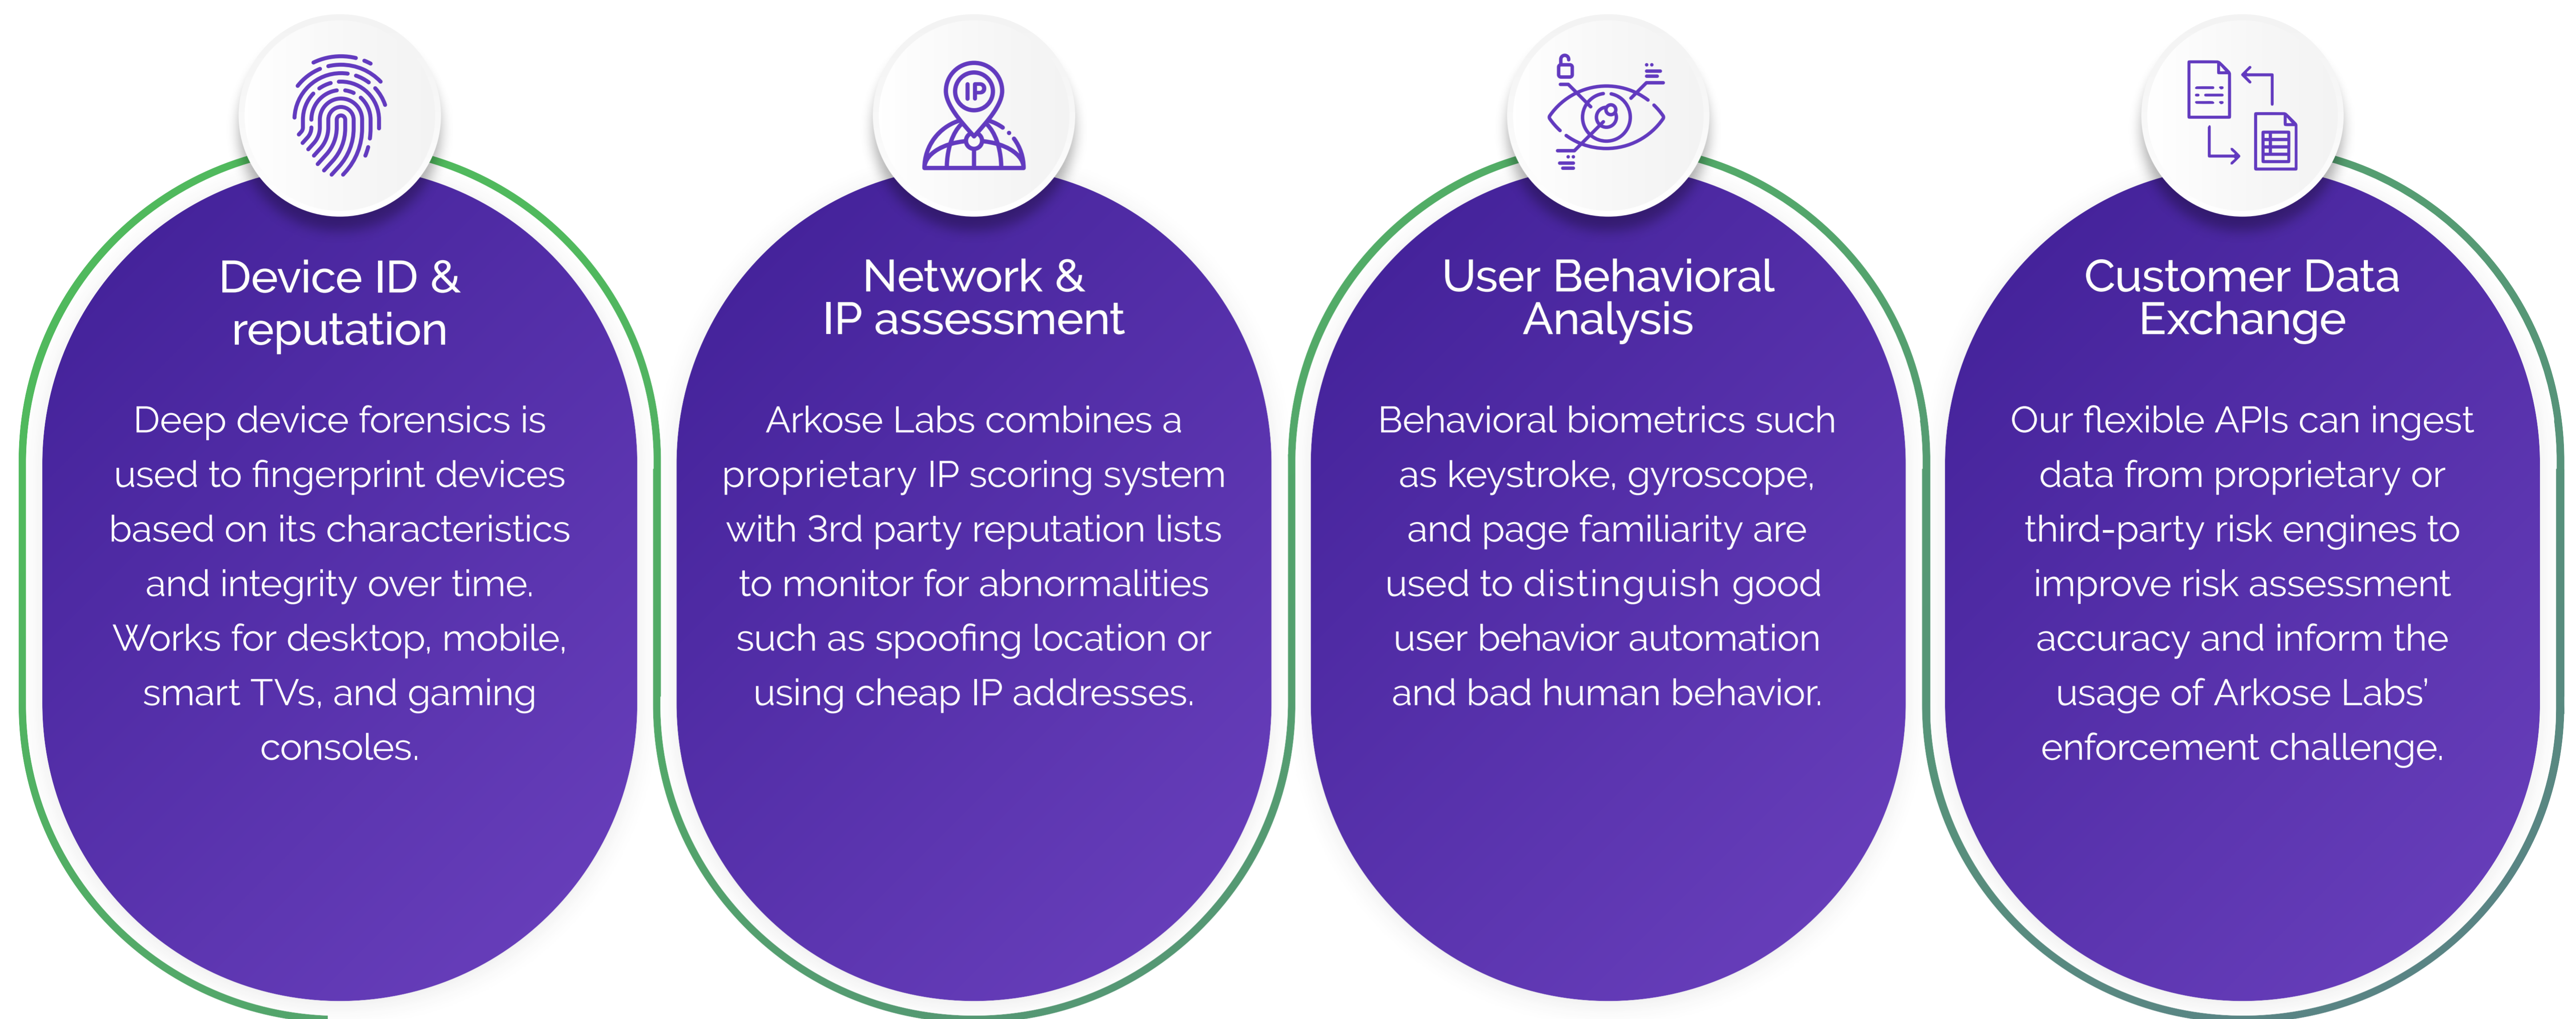 IP
Device ID &
reputation
Deep device forensics is
used to fingerprint devices
based on its characteristics
and integrity over time.
Works for desktop, mobile,
smart TVs, and gaming
consoles.
Network &
IP assessment
Arkose Labs combines a
proprietary IP scoring system
with 3rd party reputation lists
to monitor for abnormalities
such as spoofing location or
using cheap IP addresses.
User Behavioral
Analysis
Behavioral biometrics such
as keystroke, gyroscope,
and page familiarity are
used to distinguish good
user behavior automation
and bad human behavior.
Customer Data
Exchange
Our flexible APIs can ingest
data from proprietary or
third-party risk engines to
improve risk assessment
accuracy and inform the
usage of Arkose Labs’
enforcement challenge.